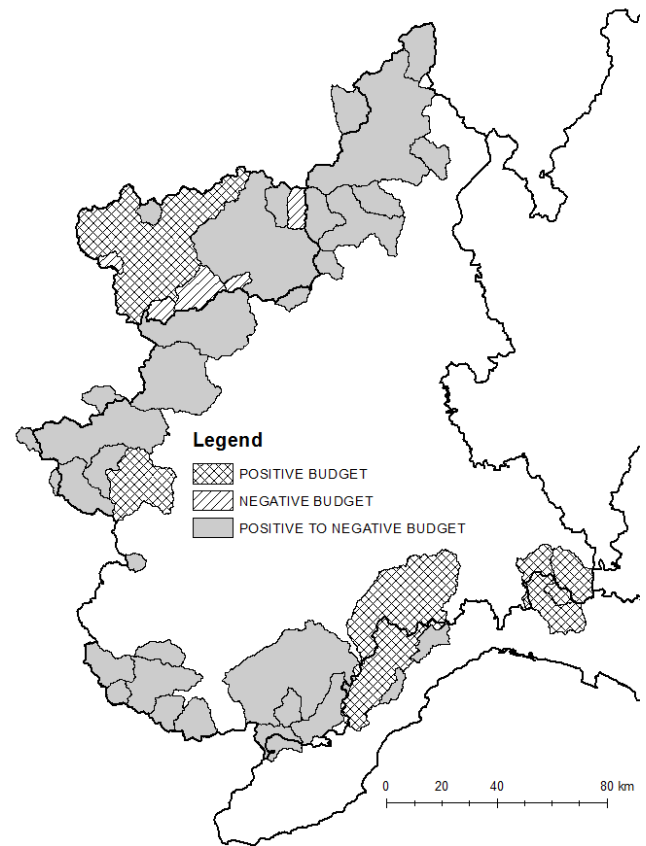 Legend
POSITIVE BUDGET
NEGATIVE BUDGET
POSITIVE TO NEGATIVE BUDGET
0 20 40 80 km